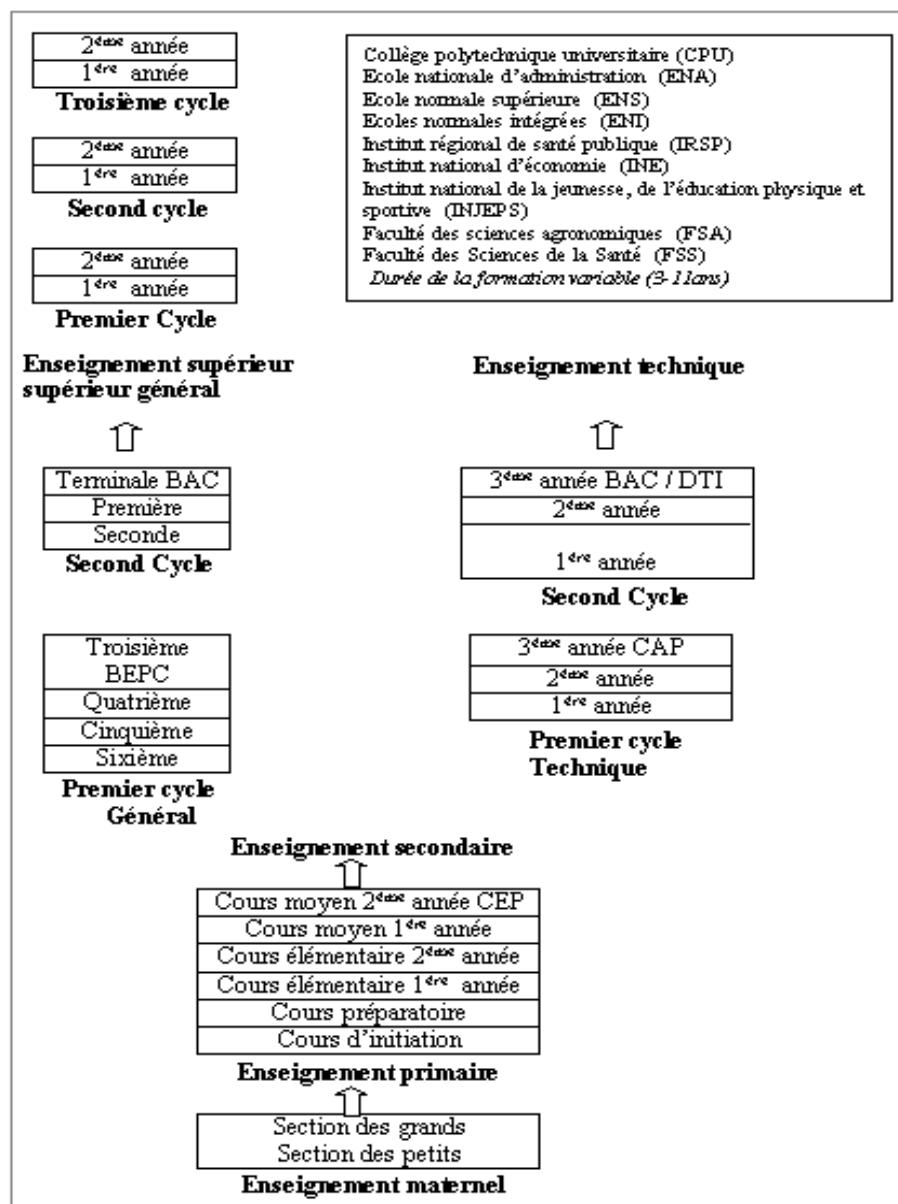 2ème année
1ère année
Troisième cycle
2ème année
1ère année
Second cycle
2ème année
1ère année
Premier Cycle
Collège polytechnique universitaire (CPU)
Ecole nationale d'administration (ENA)
Ecole normale supérieure (ENS)
Ecoles normales intégrées (ENI)
Institut régional de santé publique (IRSP)
Institut national d'économie (INE)
Institut national de la jeunesse, de l'éducation physique et
sportive (INJEPS)
Faculté des sciences agronomiques (FSA)
Faculté des Sciences de la Santé (FSS)
Durée de la formation variable (3-11ans)
Enseignement supérieur
supérieur général
Enseignement technique
Terminale BAC
Première
Seconde
Second Cycle
3ème année BAC / DTI
2ème année
1ère année
Second Cycle
Troisième
BEPC
Quatrième
Cinquième
Sixième
Premier cycle
Général
3ème année CAP
2ème année
1ère année
Premier cycle
Technique
Enseignement secondaire
Cours moyen 2ème année CEP
Cours moyen 1ère année
Cours élémentaire 2ème année
Cours élémentaire 1ère année
Cours préparatoire
Cours d'initiation
Enseignement primaire
Section des grands
Section des petits
Enseignement maternel